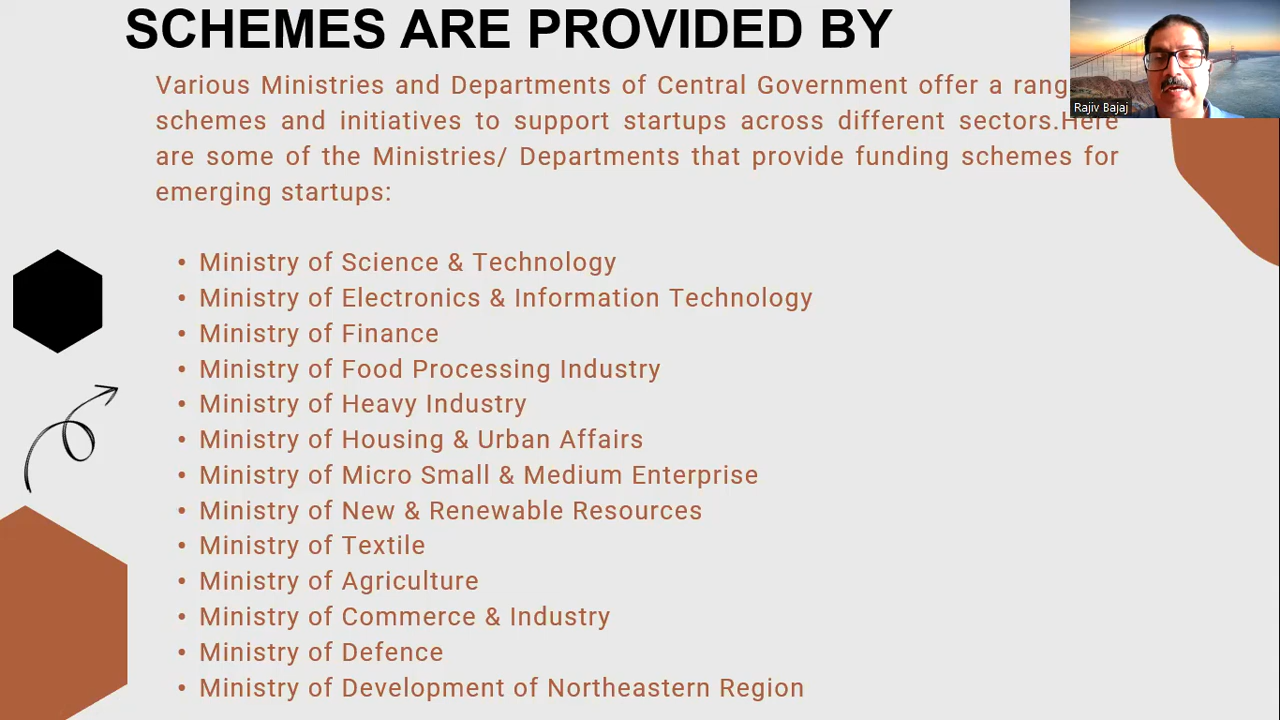 SCHEMES ARE PROVIDED BY
Various Ministries and Departments of Central Government offer a rang
schemes and initiatives to support startups across different sectors.Here
are some of the Ministries/ Departments that provide funding schemes for
emerging startups:
• Ministry of Science & Technology
• Ministry of Electronics & Information Technology
• Ministry of Finance
• Ministry of Food Processing Industry
• Ministry of Heavy Industry
• Ministry of Housing & Urban Affairs
• Ministry of Micro Small & Medium Enterprise
• Ministry of New & Renewable Resources
• Ministry of Textile
• Ministry of Agriculture
• Ministry of Commerce & Industry
• Ministry of Defence
• Ministry of Development of Northeastern Region
Rajiv Bajaj